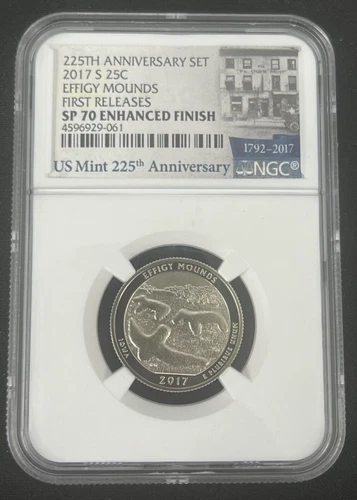 225TH ANNIVERSARY SET
2017 S 25C
EFFIGY MOUNDS
FIRST RELEASES
SP 70 ENHANCED FINISH
4596929-061
1792-2017
US Mint 225th Anniversary
NGC®
EFFIGY MOUNDS
IOWA
2017
E PLURIBUS UNUM